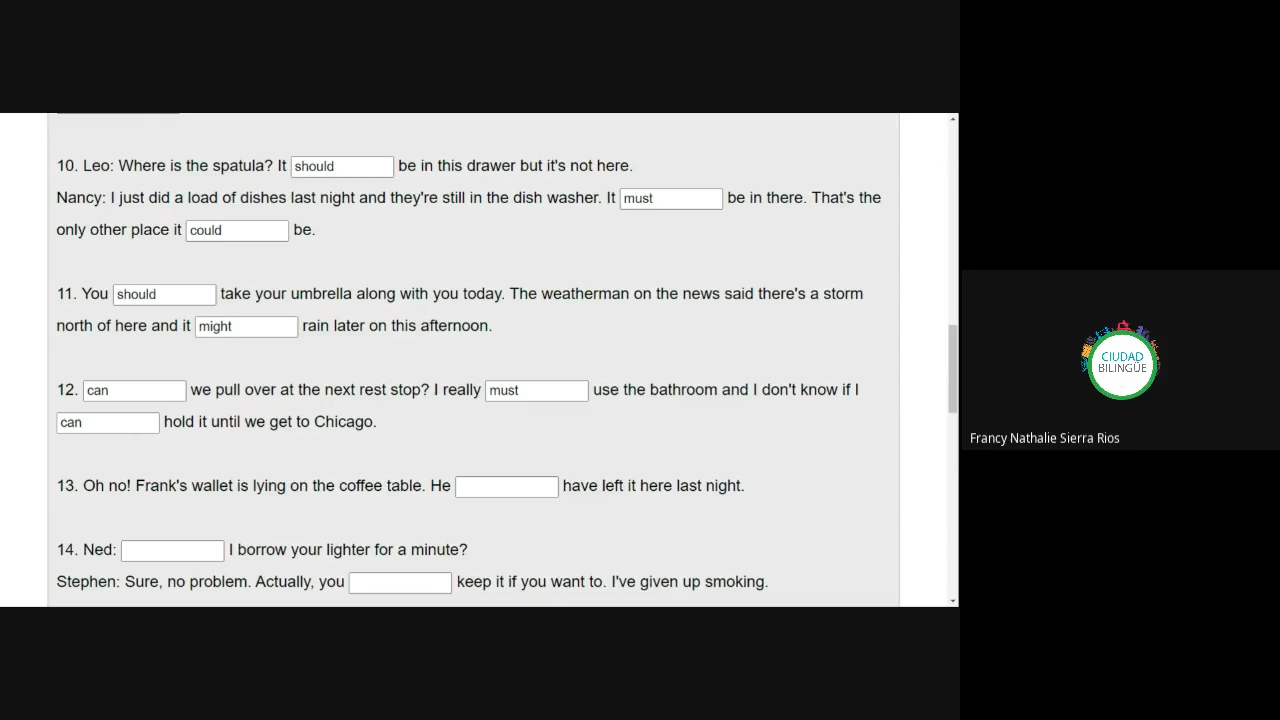 10. Leo: Where is the spatula? It should be in this drawer but it's not here.
Nancy: I just did a load of dishes last night and they're still in the dish washer. It must be in there. That's the
only other place it could be.
11. You should take your umbrella along with you today. The weatherman on the news said there's a storm
north of here and it might rain later on this afternoon.
12. can we pull over at the next rest stop? I really must use the bathroom and I don't know if I
can hold it until we get to Chicago.
13. Oh no! Frank's wallet is lying on the coffee table. He have left it here last night.
14. Ned: I borrow your lighter for a minute?
Stephen: Sure, no problem. Actually, you keep it if you want to. I've given up smoking.
CIUDAD
BILINGÜE
Francy Nathalie Sierra Rios